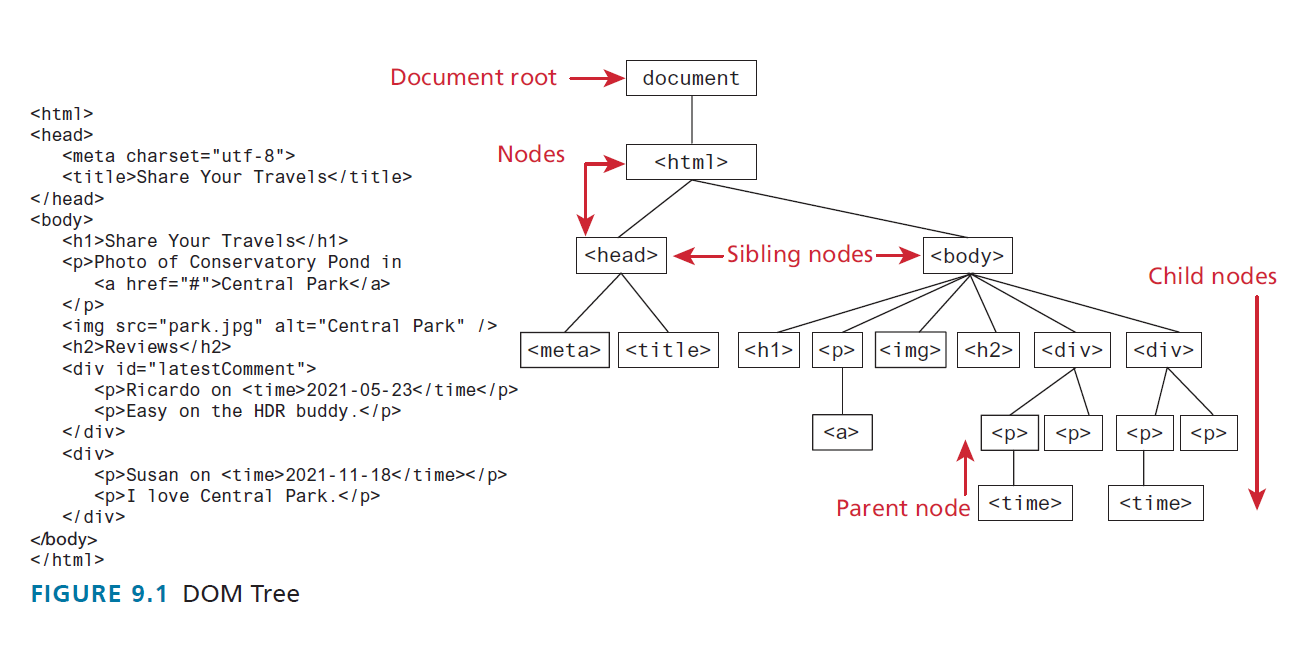 Document root
document
<html>
<head>
<meta charset="utf-8">
<title>Share Your Travels</title>
</head>
<body>
<h1>Share Your Travels</h1>
<p>Photo of Conservatory Pond in
<a href="#">Central Park</a>
</p>
<img src="park.jpg" alt="Central Park" />
<h2>Reviews</h2>
<div id="latestComment">
<p>Ricardo on <time>2021-05-23</time</p>
<p>Easy on the HDR buddy.</p>
</div>
<div>
<p>Susan on <time>2021-11-18</time></p>
<p>I love Central Park.</p>
</div>
</body>
</html>
Nodes
<html>
<head>
Sibling nodes
<body>
Child nodes
<meta>
<title>
<h1>
<p>
<img>
<h2>
<div>
<div>
<a>
<p>
<p>
<p>
<p>
Parent node
<time>
<time>
FIGURE 9.1 DOM Tree